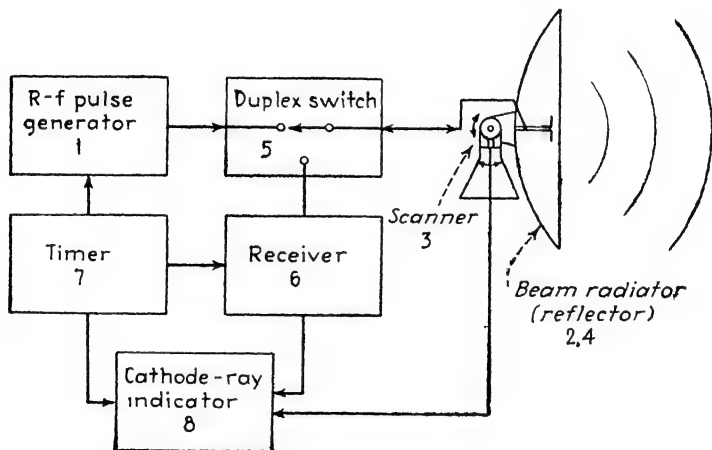 R-f pulse
generator
1
Duplex switch
5
Scanner
3
Timer
7
Receiver
6
Beam radiator
(reflector)
2,4
Cathode-ray
indicator
8